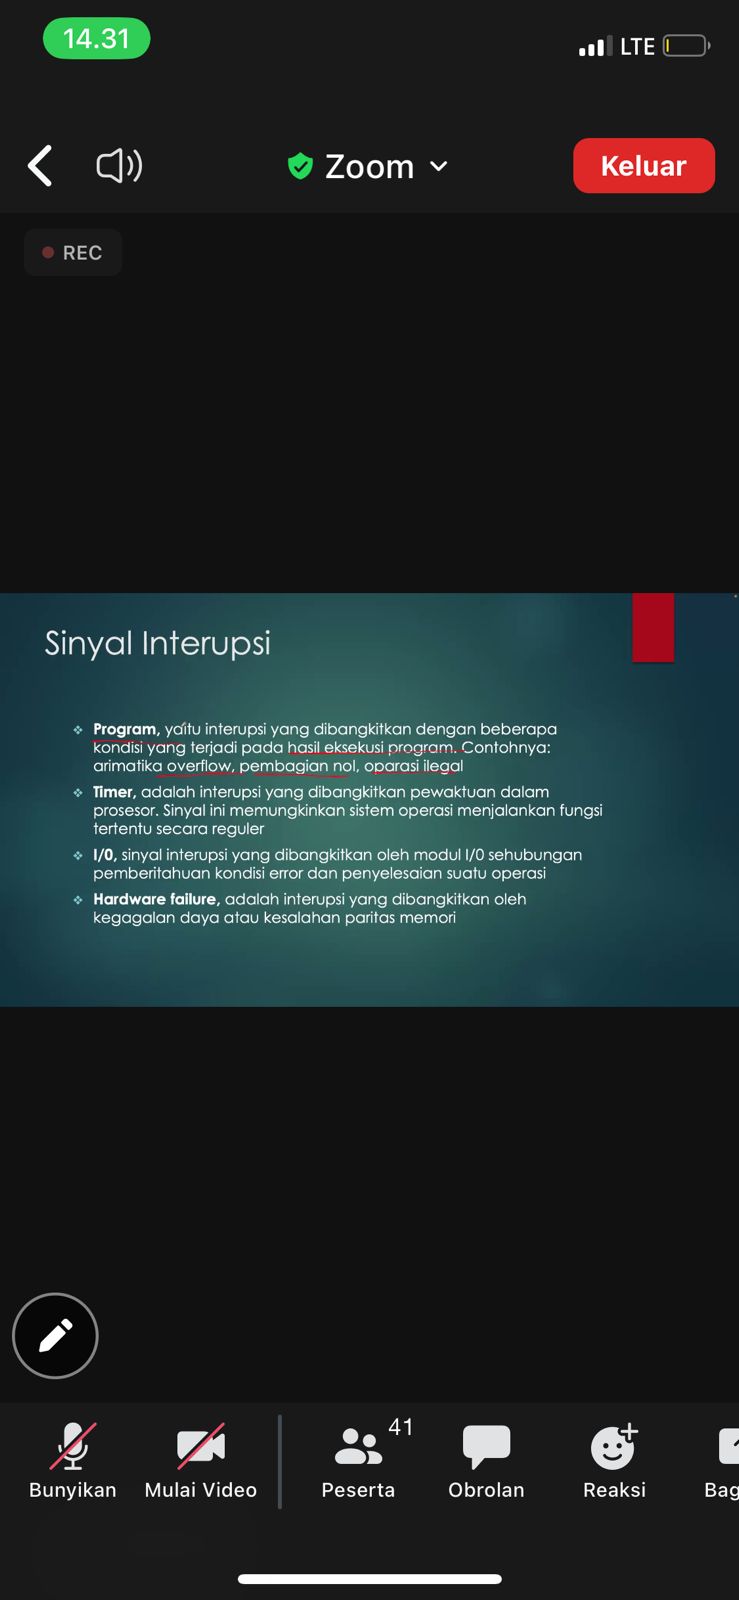 14.31
LTE
Zoom
Keluar
REC
Sinyal Interupsi
Program, yaitu interupsi yang dibangkitkan dengan beberapa
kondisi yang terjadi pada hasil eksekusi program. Contohnya:
arimatika overflow, pembagian nol, oparasi ilegal
Timer, adalah interupsi yang dibangkitkan pewaktuan dalam
prosesor. Sinyal ini memungkinkan sistem operasi menjalankan fungsi
tertentu secara reguler
I/0, sinyal interupsi yang dibangkitkan oleh modul I/0 sehubungan
pemberitahuan kondisi error dan penyelesaian suatu operasi
Hardware failure, adalah interupsi yang dibangkitkan oleh
kegagalan daya atau kesalahan paritas memori
41
Bunyikan
Mulai Video
Peserta
Obrolan
Reaksi
Bag